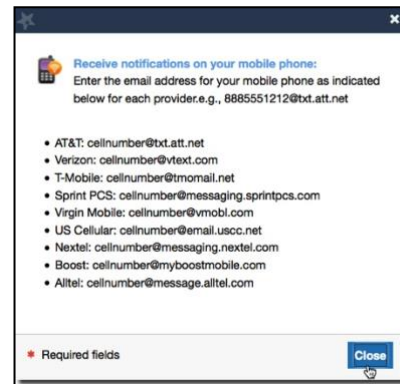 ×
Receive notifications on your mobile phone:
Enter the email address for your mobile phone as indicated
below for each provider.e.g., 8885551212@txt.att.net
• AT&T: cellnumber@txt.att.net
• Verizon: cellnumber@vtext.com
• T-Mobile: cellnumber@tmomail.net
• Sprint PCS: cellnumber@messaging.sprintpcs.com
• Virgin Mobile: cellnumber@vmobl.com
• US Cellular: cellnumber@email.uscc.net
• Nextel: cellnumber@messaging.nextel.com
• Boost: cellnumber@myboostmobile.com
• Alltel: cellnumber@message.alltel.com
* Required fields
Close